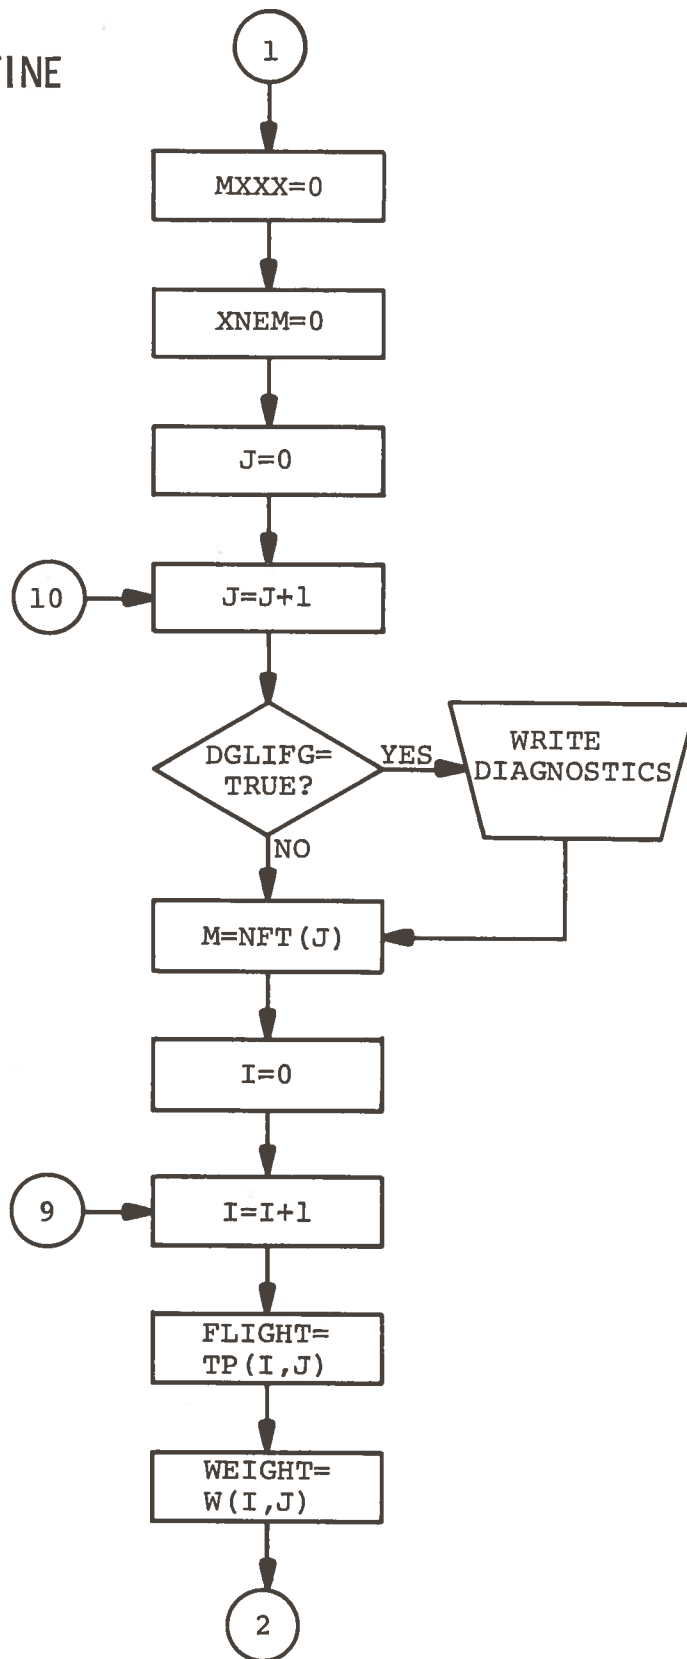 TINE
1
MXXX=0
XNEM=0
J=0
10
J=J+1
DGLIFG=
TRUE?
YES
WRITE
DIAGNOSTICS
NO
M=NFT(J)
I=0
9
I=I+1
FLIGHT=
TP(I,J)
WEIGHT=
W(I,J)
2